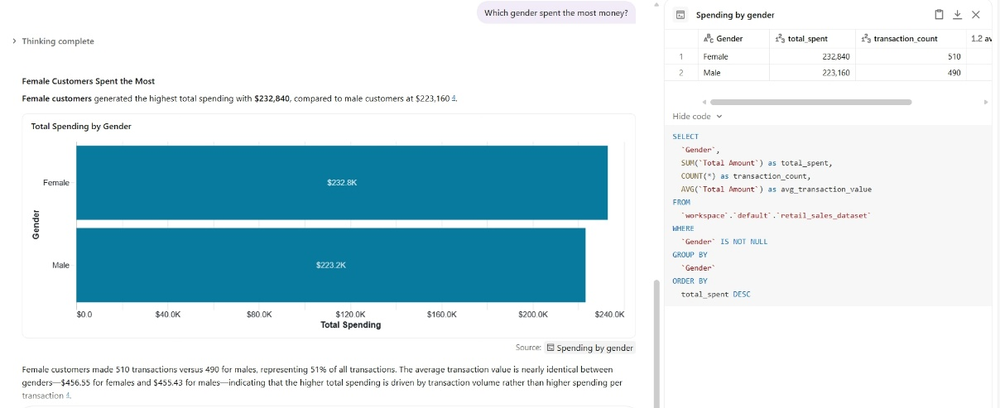 Which gender spent the most money?
Thinking complete
Female Customers Spent the Most
Female customers generated the highest total spending with $232,840, compared to male customers at $223,160 4.
Total Spending by Gender
Gender
Female
$232.8K
Male
$223.2K
$0.0 $40.0K $80.0K $120.0K $160.0K $200.0K $240.0K
Total Spending
Source: Spending by gender
Female customers made 510 transactions versus 490 for males, representing 51% of all transactions. The average transaction value is nearly identical between
genders—$456.55 for females and $455.43 for males—indicating that the higher total spending is driven by transaction volume rather than higher spending per
transaction 4.
Spending by gender
Gender total_spent transaction_count 1.2 av
1 Female 232,840 510
2 Male 223,160 490
Hide code
SELECT
`Gender`,
SUM(`Total Amount`) as total_spent,
COUNT(*) as transaction_count,
AVG(`Total Amount`) as avg_transaction_value
FROM
`workspace`.`default`.`retail_sales_dataset`
WHERE
`Gender` IS NOT NULL
GROUP BY
`Gender`
ORDER BY
total_spent DESC